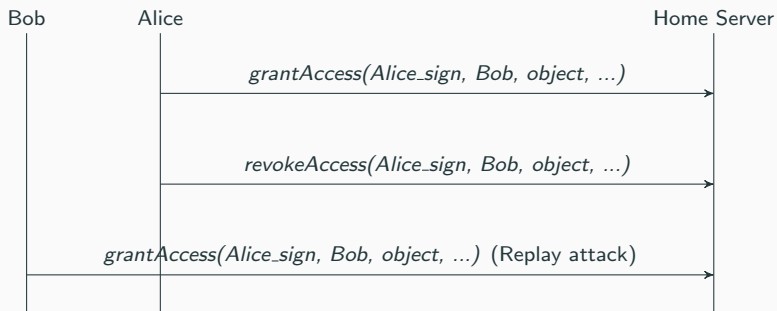 Bob Alice Home Server
grantAccess(Alice_sign, Bob, object, ...)
revokeAccess(Alice_sign, Bob, object, ...)
grantAccess(Alice_sign, Bob, object, ...) (Replay attack)